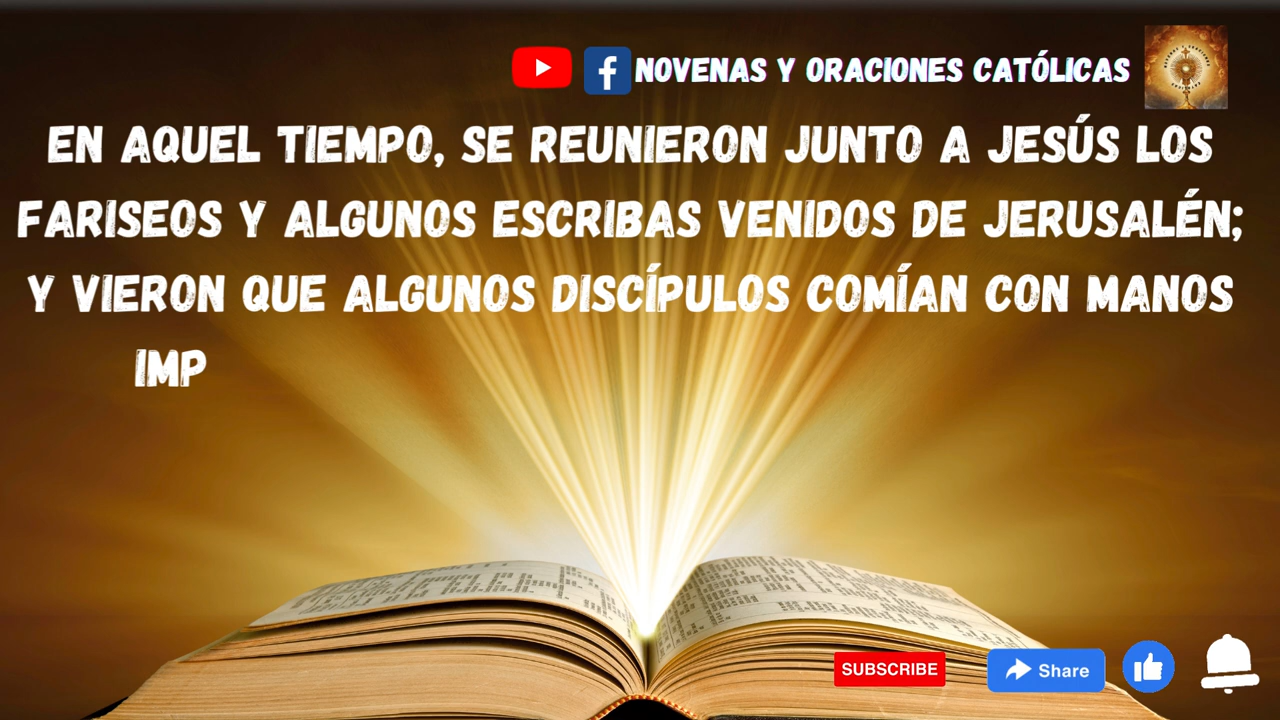 NOVENAS Y ORACIONES CATÓLICAS
EN AQUEL TIEMPO, SE REUNIERON JUNTO A JESÚS LOS
FARISEOS Y ALGUNOS ESCRIBAS VENIDOS DE JERUSALÉN;
Y VIERON QUE ALGUNOS DISCÍPULOS COMÍAN CON MANOS
IMP
SUBSCRIBE
Share